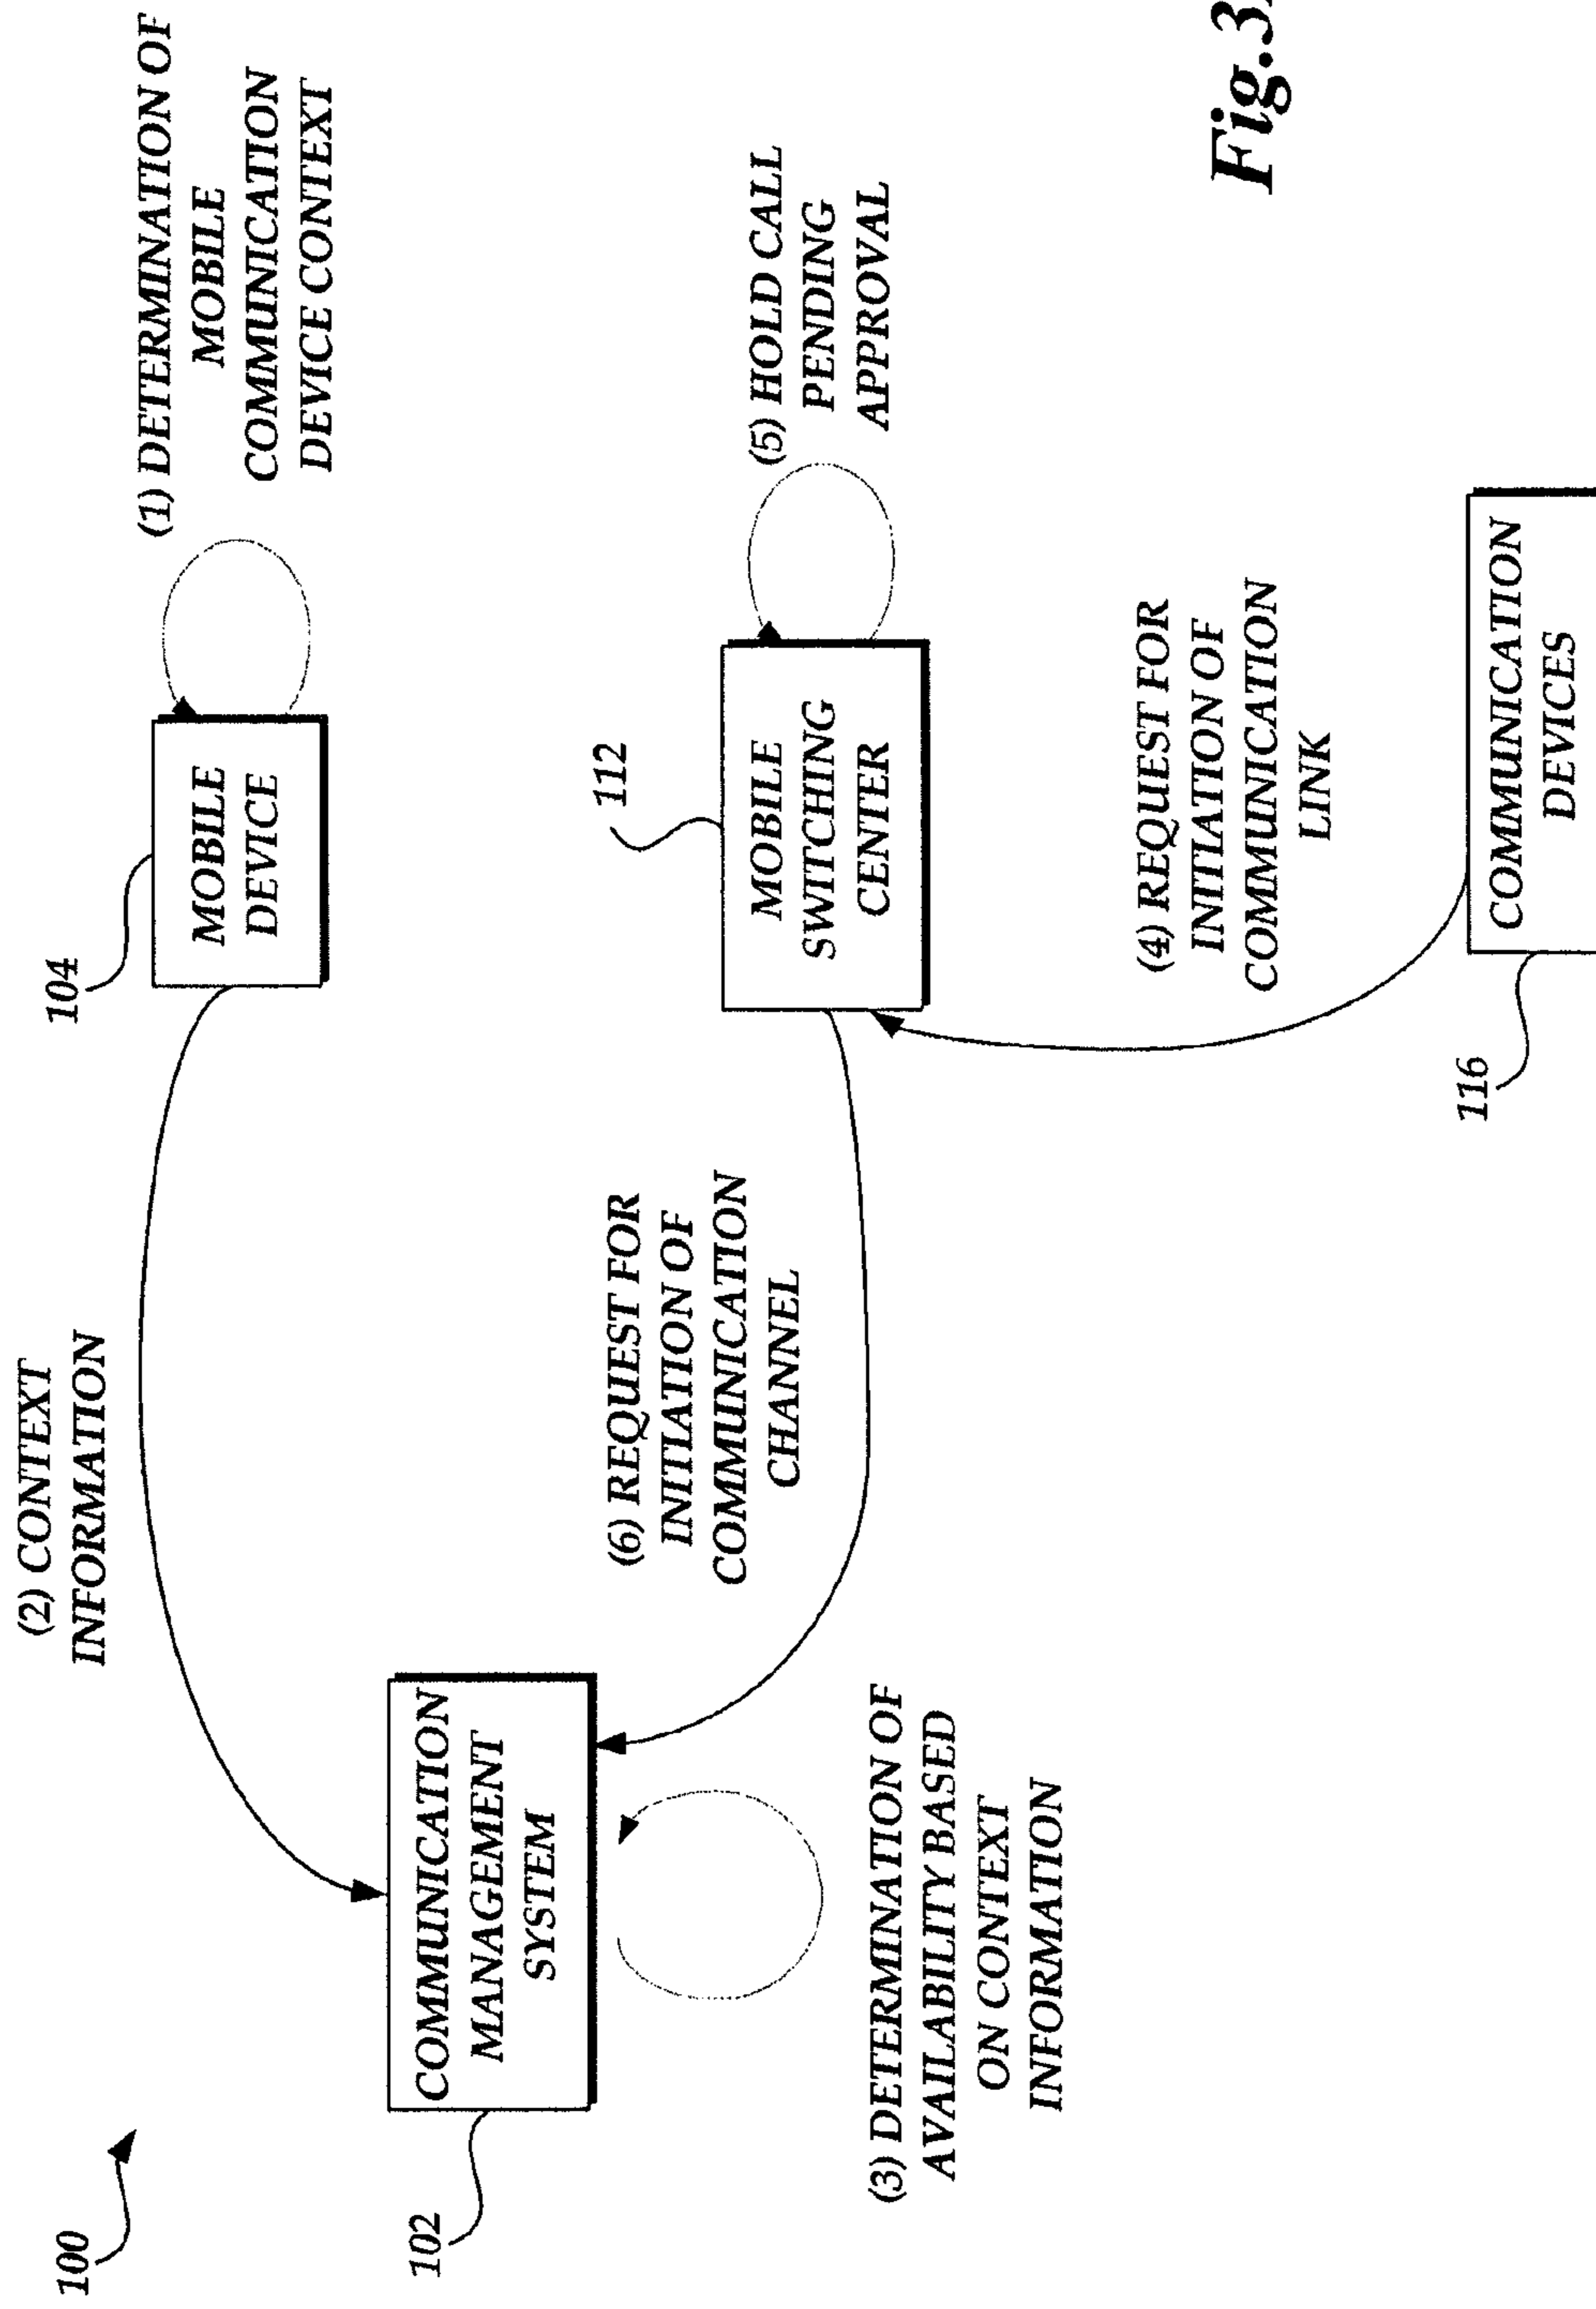 100
102
COMMUNICATION
MANAGEMENT
SYSTEM
(2) CONTEXT
INFORMATION
104
MOBILE
DEVICE
(1) DETERMINATION OF
MOBILE
COMMUNICATION
DEVICE CONTEXT
(6) REQUEST FOR
INITIATION OF
COMMUNICATION
CHANNEL
112
MOBILE
SWITCHING
CENTER
(5) HOLD CALL
PENDING
APPROVAL
(3) DETERMINATION OF
AVAILABILITY BASED
ON CONTEXT
INFORMATION
(4) REQUEST FOR
INITIATION OF
COMMUNICATION
LINK
116
COMMUNICATION
DEVICES
Fig.3